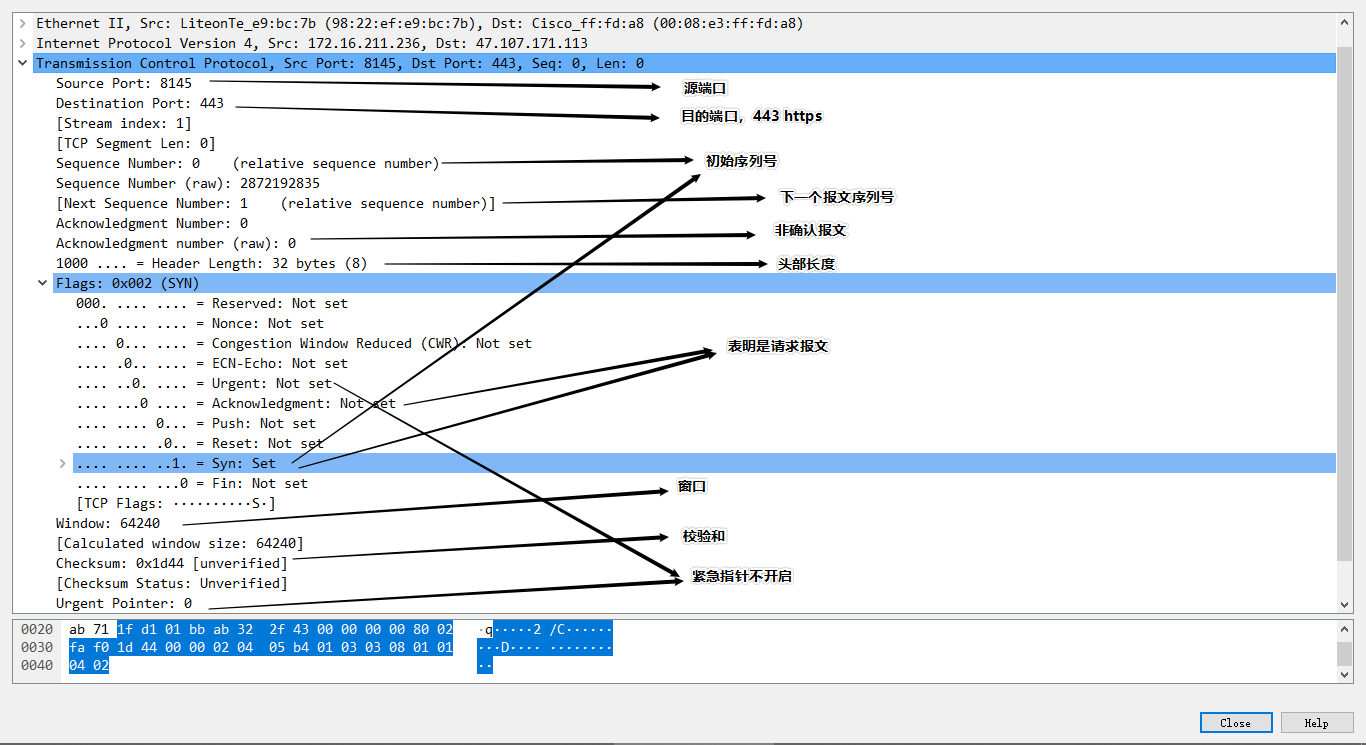 Ethernet II, Src: LiteonTe_e9:bc:7b (98:22:ef:e9:bc:7b), Dst: Cisco_ff:fd:a8 (00:08:e3:ff:fd:a8)
Internet Protocol Version 4, Src: 172.16.211.236, Dst: 47.107.171.113
Transmission Control Protocol, Src Port: 8145, Dst Port: 443, Seq: 0, Len: 0
Source Port: 8145 源端口
Destination Port: 443 目的端口，443 https
[Stream index: 1]
[TCP Segment Len: 0]
Sequence Number: 0 (relative sequence number) 初始序列号
Sequence Number (raw): 2872192835
[Next Sequence Number: 1 (relative sequence number)] 下一个报文序列号
Acknowledgment Number: 0
Acknowledgment number (raw): 0 非确认报文
1000 .... = Header Length: 32 bytes (8) 头部长度
Flags: 0x002 (SYN)
000. .... .... = Reserved: Not set
...0 .... .... = Nonce: Not set
.... 0... .... = Congestion Window Reduced (CWR): Not set 表明是请求报文
.... .0.. .... = ECN-Echo: Not set
.... ..0. .... = Urgent: Not set
.... ...0 .... = Acknowledgment: Not set
.... .... 0... = Push: Not set
.... .... .0.. = Reset: Not set
.... .... ..1. = Syn: Set
.... .... ...0 = Fin: Not set
[TCP Flags: ··········S·] 窗口
Window: 64240
[Calculated window size: 64240] 校验和
Checksum: 0x1d44 [unverified]
[Checksum Status: Unverified] 紧急指针不开启
Urgent Pointer: 0
0020 ab 71 1f d1 01 bb ab 32 2f 43 00 00 00 00 80 02 ·q·····2 /C······
0030 fa f0 1d 44 00 00 02 04 05 b4 01 03 03 08 01 01 ···D···· ········
0040 04 02 ··
Close Help